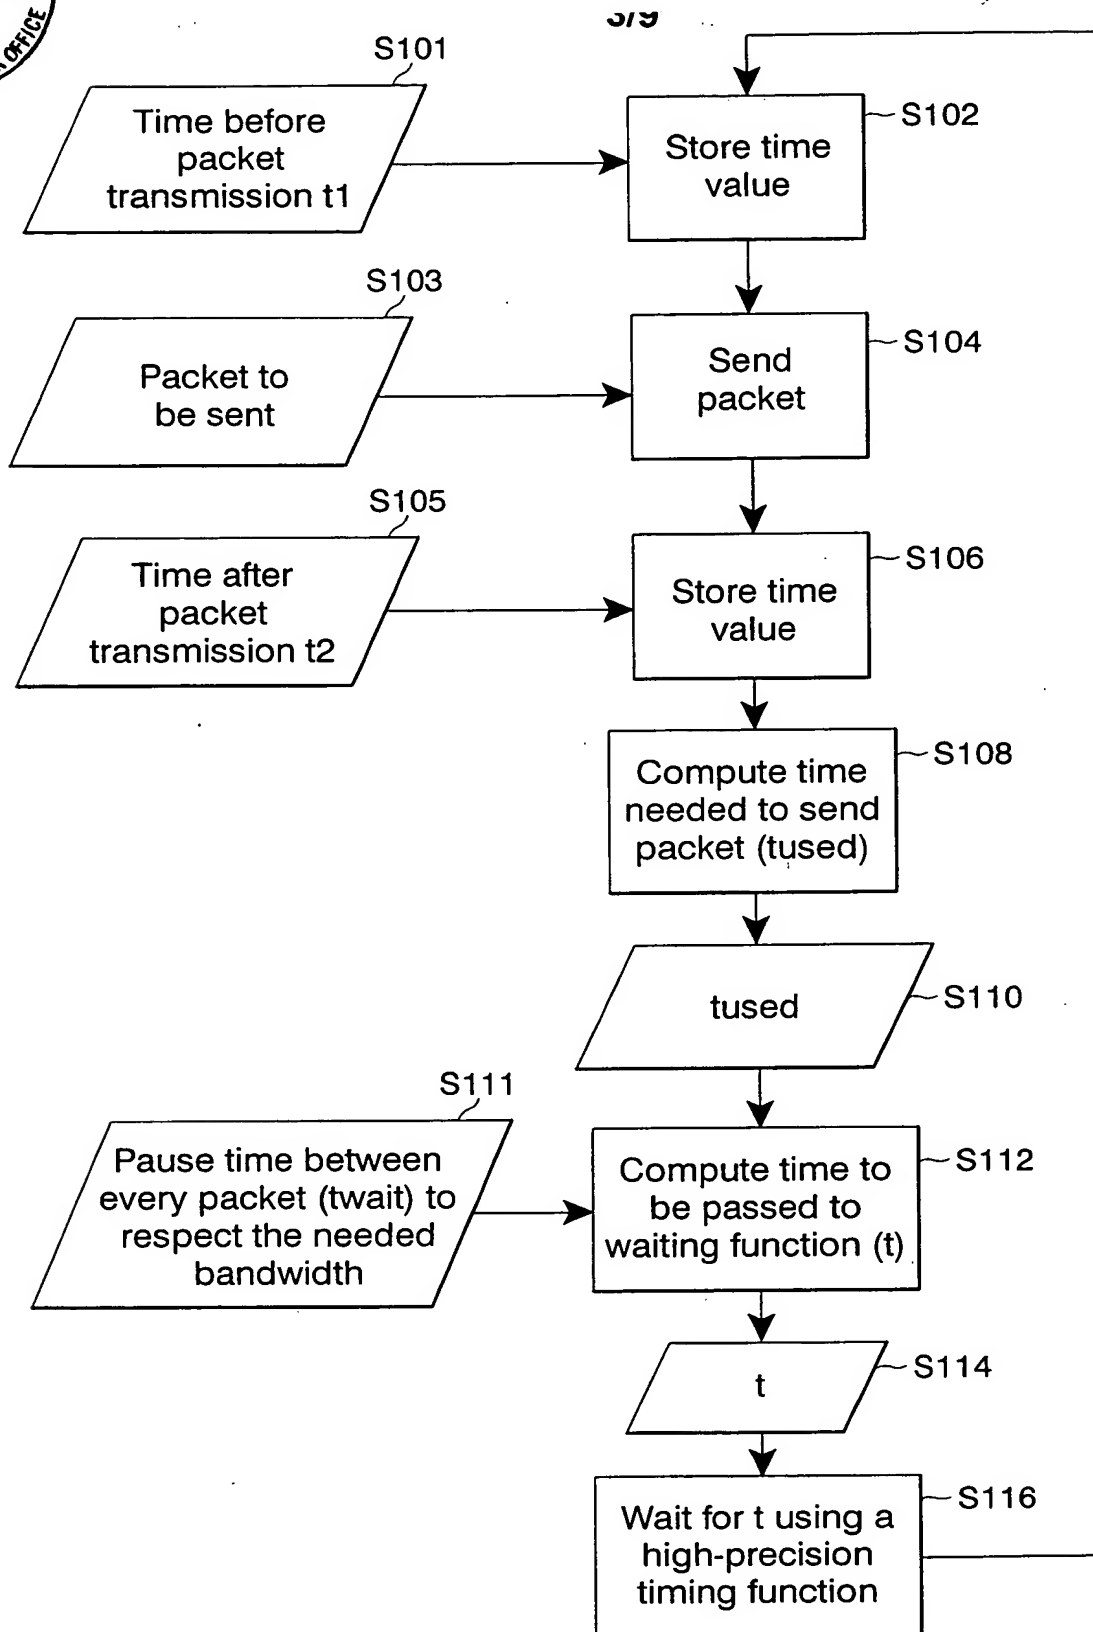 OFFICE
3/9
S101
Time before
packet
transmission t1
S102
Store time
value
S103
Packet to
be sent
S104
Send
packet
S105
Time after
packet
transmission t2
S106
Store time
value
S108
Compute time
needed to send
packet (tused)
tused
S110
S111
Pause time between
every packet (twait) to
respect the needed
bandwidth
S112
Compute time to
be passed to
waiting function (t)
t
S114
S116
Wait for t using a
high-precision
timing function